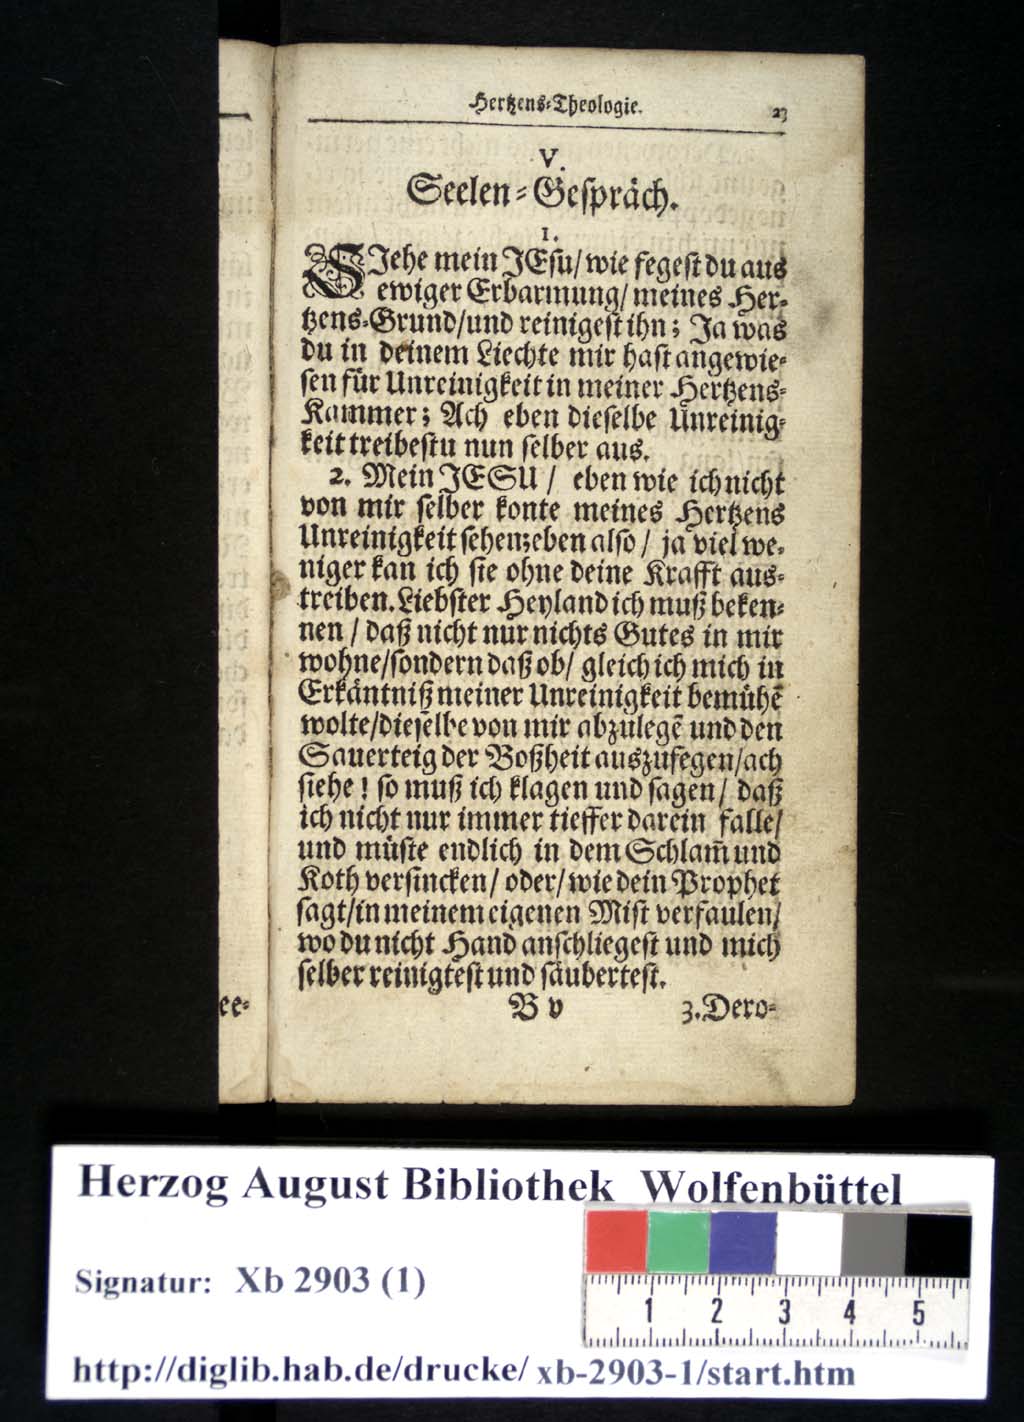 Hertzens-Theologie. 23
V.
Seelen-Gespräch.
1.
SIehe mein JEsu/ wie fegest du aus
ewiger Erbarmung/ meines Her-
tzens-Grund/und reinigest ihn; Ja was
du in deinem Liechte mir hast angewie-
sen für Unreinigkeit in meiner Hertzens-
Kammer; Ach eben dieselbe Unreinig-
keit treibestu nun selber aus.
2. Mein JESU/ eben wie ich nicht
von mir selber konte meines Hertzens
Unreinigkeit sehen; eben also/ ja viel we-
niger kan ich sie ohne deine Krafft aus-
treiben. Liebster Heyland ich muß beken-
nen/ daß nicht nur nichts Gutes in mir
wohne/sondern daß ob/ gleich ich mich in
Erkäntniß meiner Unreinigkeit bemühẽ
wolte/dieselbe von mir abzulegẽ und den
Sauerteig der Boßheit auszufegen/ach
siehe! so muß ich klagen und sagen/ daß
ich nicht nur immer tieffer darein falle/
und müste endlich in dem Schlam̃ und
Koth versincken/ oder/ wie dein Prophet
sagt/in meinem eigenen Mist verfaulen/
wo du nicht Hand anschliegest und mich
selber reinigtest und säubertest.
ee-
B v 3. Dero-
Herzog August Bibliothek Wolfenbüttel
Signatur: Xb 2903 (1)
1 2 3 4 5
http://diglib.hab.de/drucke/ xb-2903-1/start.htm